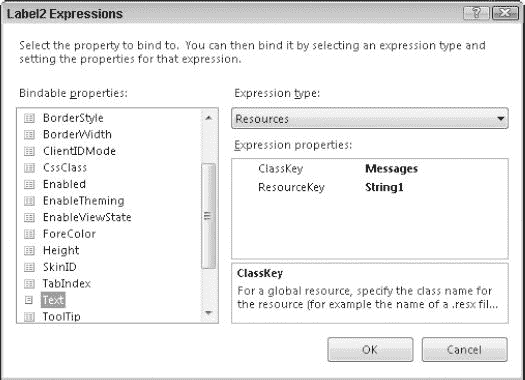 Label2 Expressions
Select the property to bind to. You can then bind it by selecting an expression type and
setting the properties for that expression.
Bindable properties:
BorderStyle
BorderWidth
ClientIDMode
CssClass
Enabled
EnableTheming
EnableViewState
ForeColor
Height
SkinID
TabIndex
Text
ToolTip
Expression type:
Resources
Expression properties:
ClassKey Messages
ResourceKey String1
ClassKey
For a global resource, specify the class name for
the resource (for example the name of a .resx fil...
OK Cancel